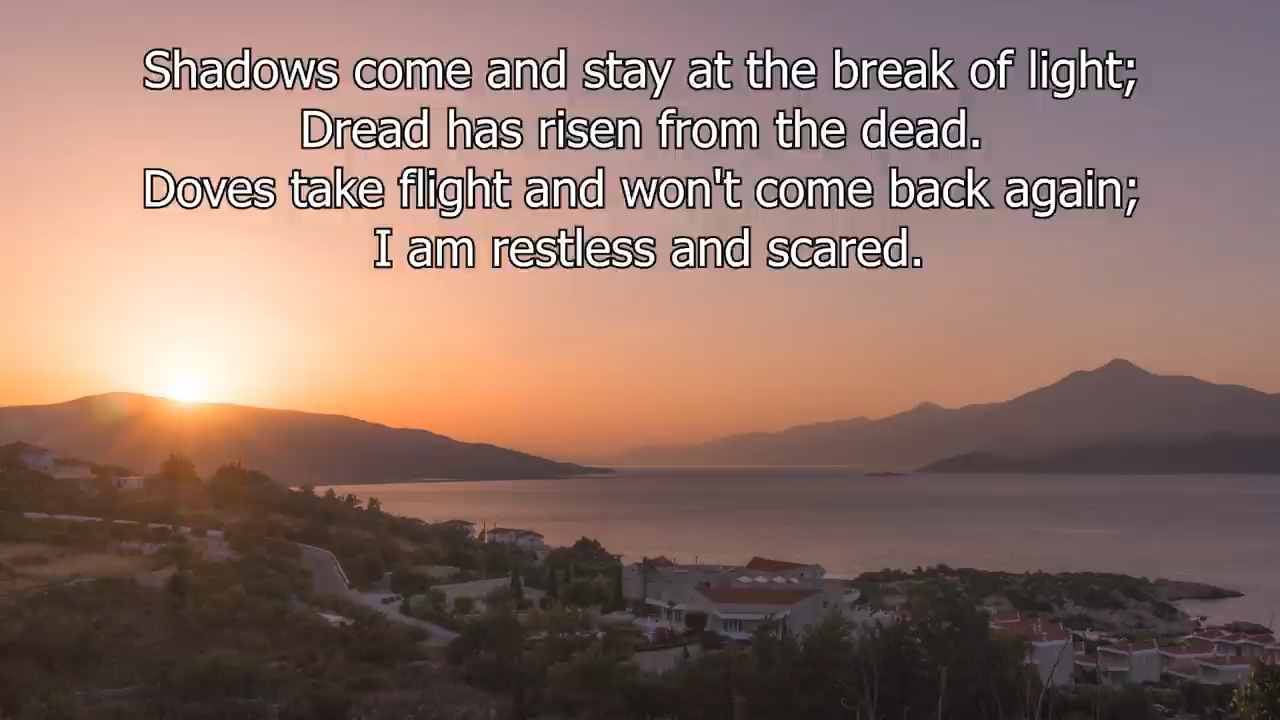 Shadows come and stay at the break of light;
Dread has risen from the dead.
Doves take flight and won't come back again;
I am restless and scared.